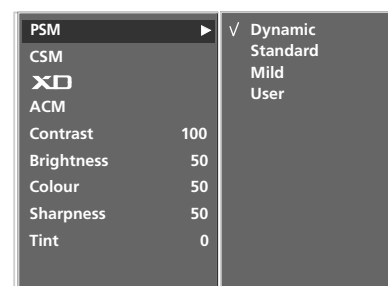 PSM ▶
CSM
XD
ACM
Contrast 100
Brightness 50
Colour 50
Sharpness 50
Tint 0
√ Dynamic
Standard
Mild
User